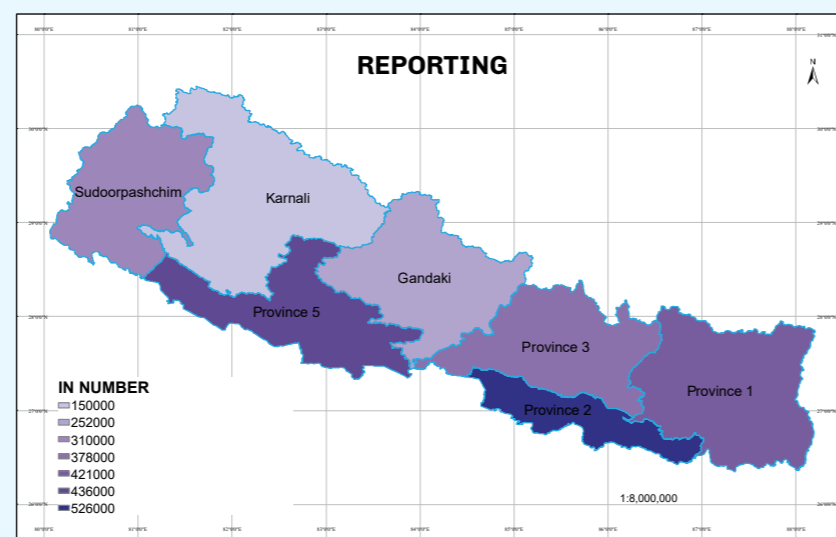 REPORTING
N
Sudoorpashchim
Karnali
Gandaki
Province 5
Province 3
Province 1
Province 2
IN NUMBER
150000
252000
310000
378000
421000
436000
526000
1:8,000,000